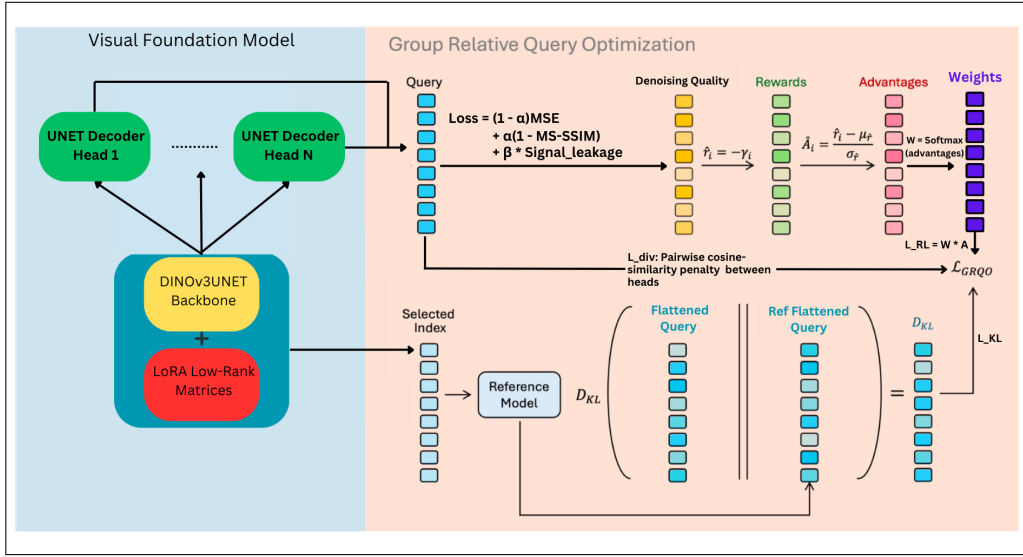 Visual Foundation Model
Group Relative Query Optimization
UNET Decoder
Head 1
..........
UNET Decoder
Head N
DINOv3UNET
Backbone
+
LoRA Low-Rank
Matrices
Query
Loss = (1 - α)MSE
+ α(1 - MS-SSIM)
+ β * Signal_leakage
Denoising Quality
r̂ᵢ = −γᵢ
Rewards
Âᵢ = (r̂ᵢ − μ_r̂) / σ_r̂
Advantages
W = Softmax
(advantages)
Weights
L_RL = W * A
L_div: Pairwise cosine-
similarity penalty between
heads
ℒ_GRQO
Selected
Index
Reference
Model
D_KL
(
Flattened
Query
||
Ref Flattened
Query
)
=
D_KL
L_KL